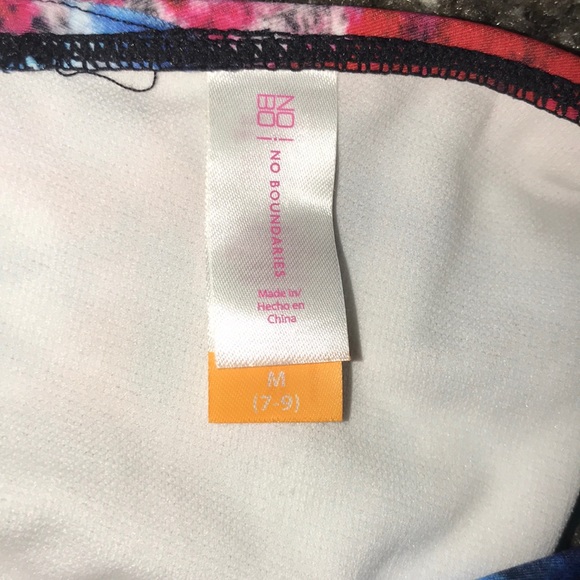 NO
BO
NO BOUNDARIES
Made in/
Hecho en
China
M
(7-9)